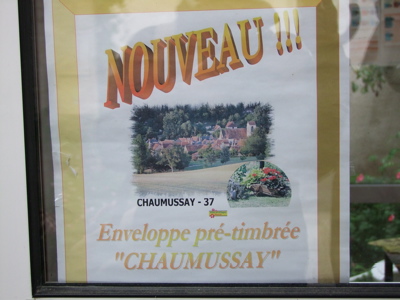 NOUVEAU !!!
CHAUMUSSAY - 37
Enveloppe pré-timbrée
"CHAUMUSSAY"